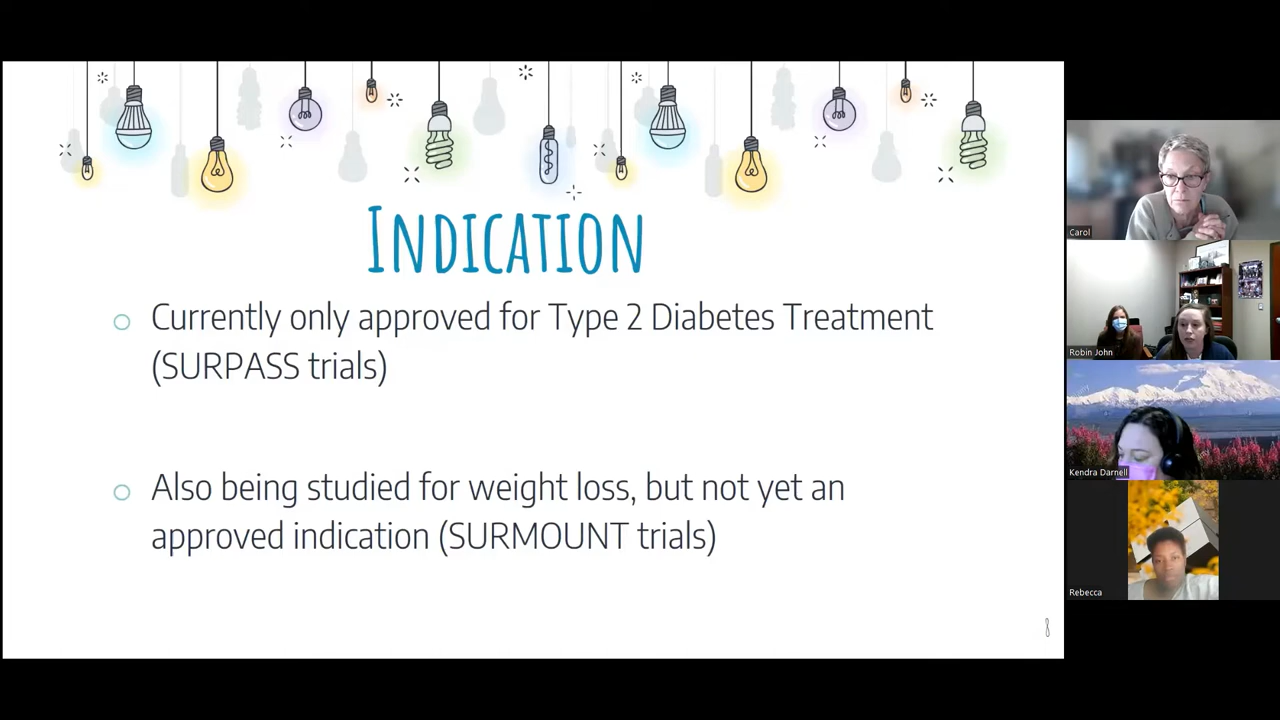 INDICATION
Currently only approved for Type 2 Diabetes Treatment
(SURPASS trials)
Also being studied for weight loss, but not yet an
approved indication (SURMOUNT trials)
8
Carol
Robin John
Kendra Darnell
Rebecca